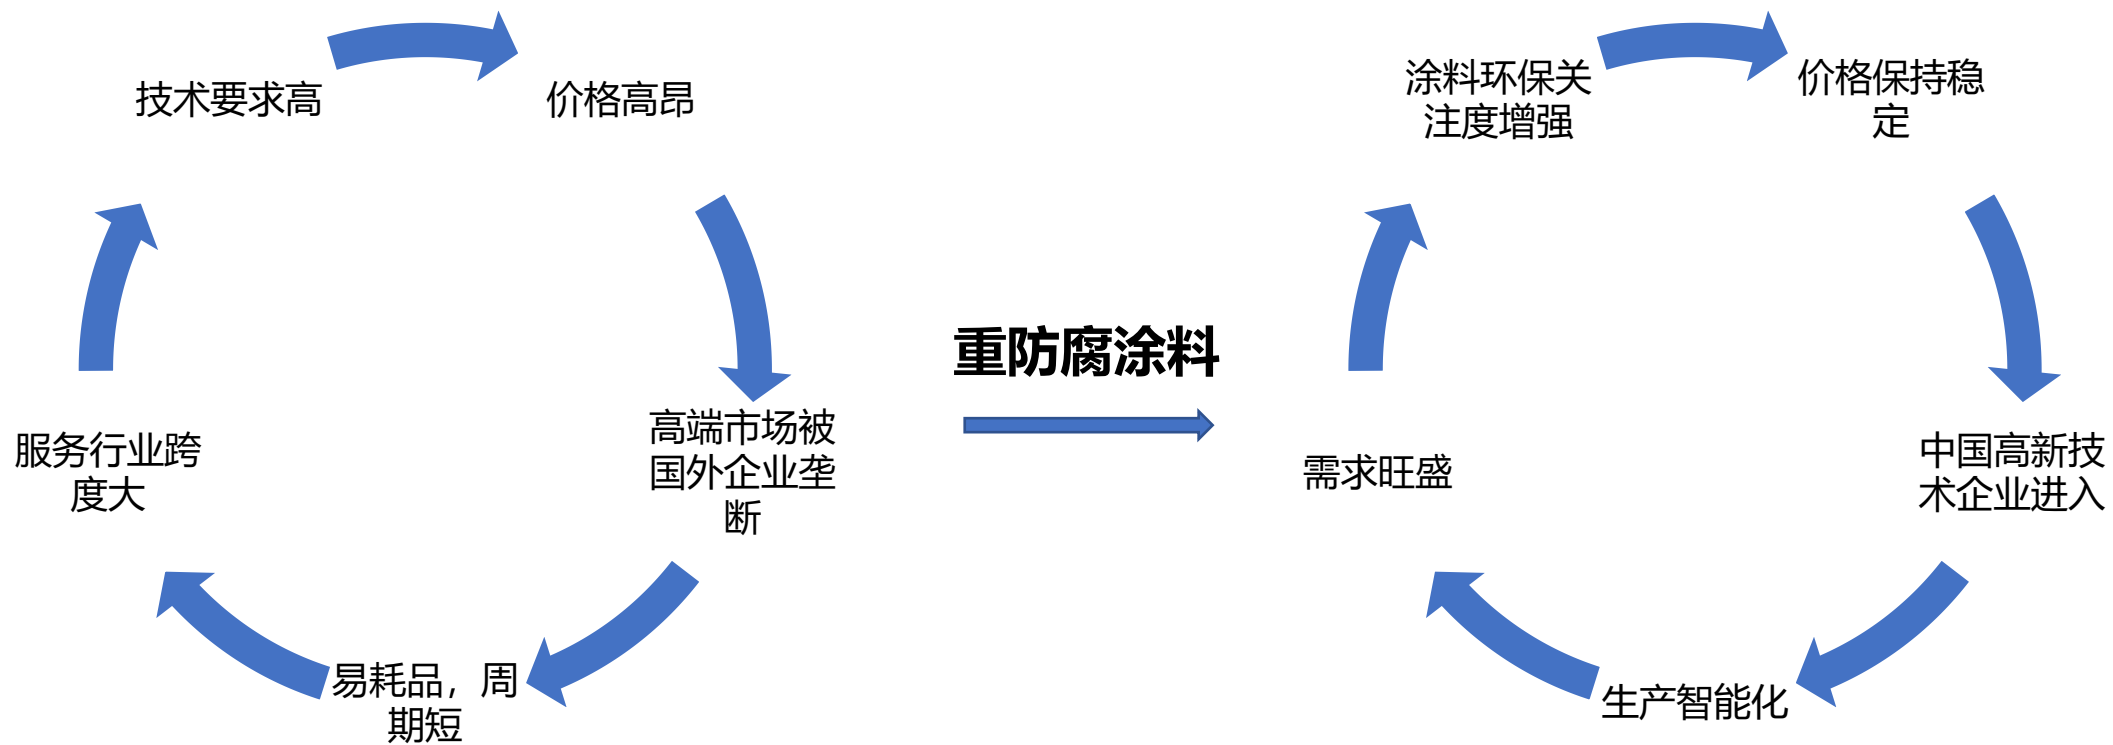 技术要求高
价格高昂
高端市场被
国外企业垄
断
易耗品，周
期短
服务行业跨
度大
重防腐涂料
涂料环保关
注度增强
价格保持稳
定
中国高新技
术企业进入
生产智能化
需求旺盛